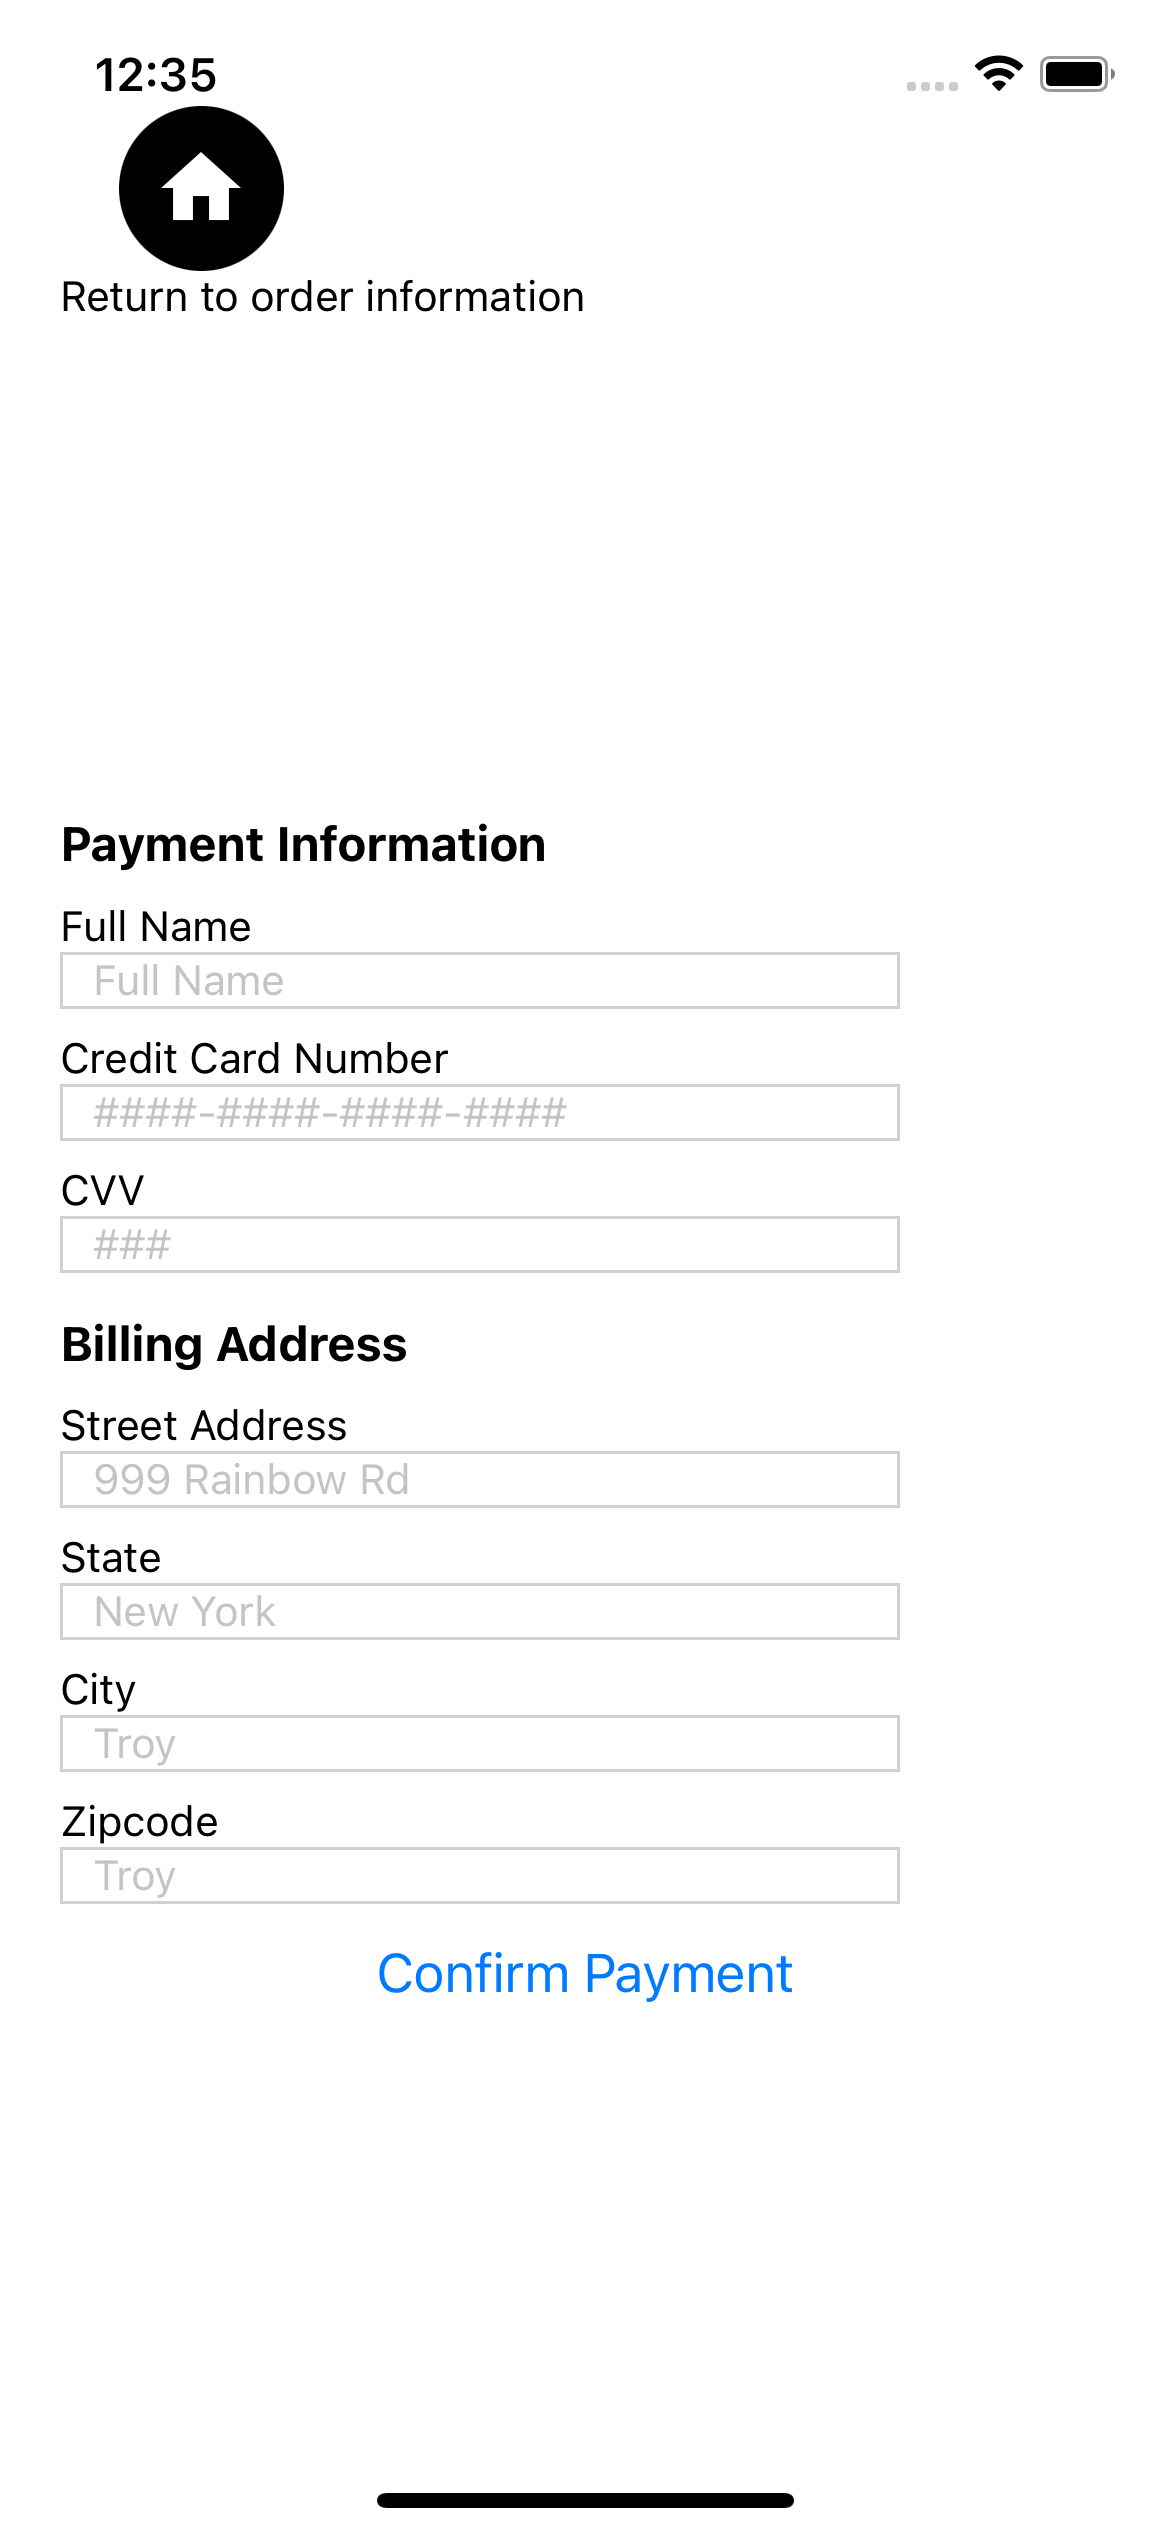 12:35
Return to order information
Payment Information
Full Name
Full Name
Credit Card Number
####-####-####-####
CVV
###
Billing Address
Street Address
999 Rainbow Rd
State
New York
City
Troy
Zipcode
Troy
Confirm Payment